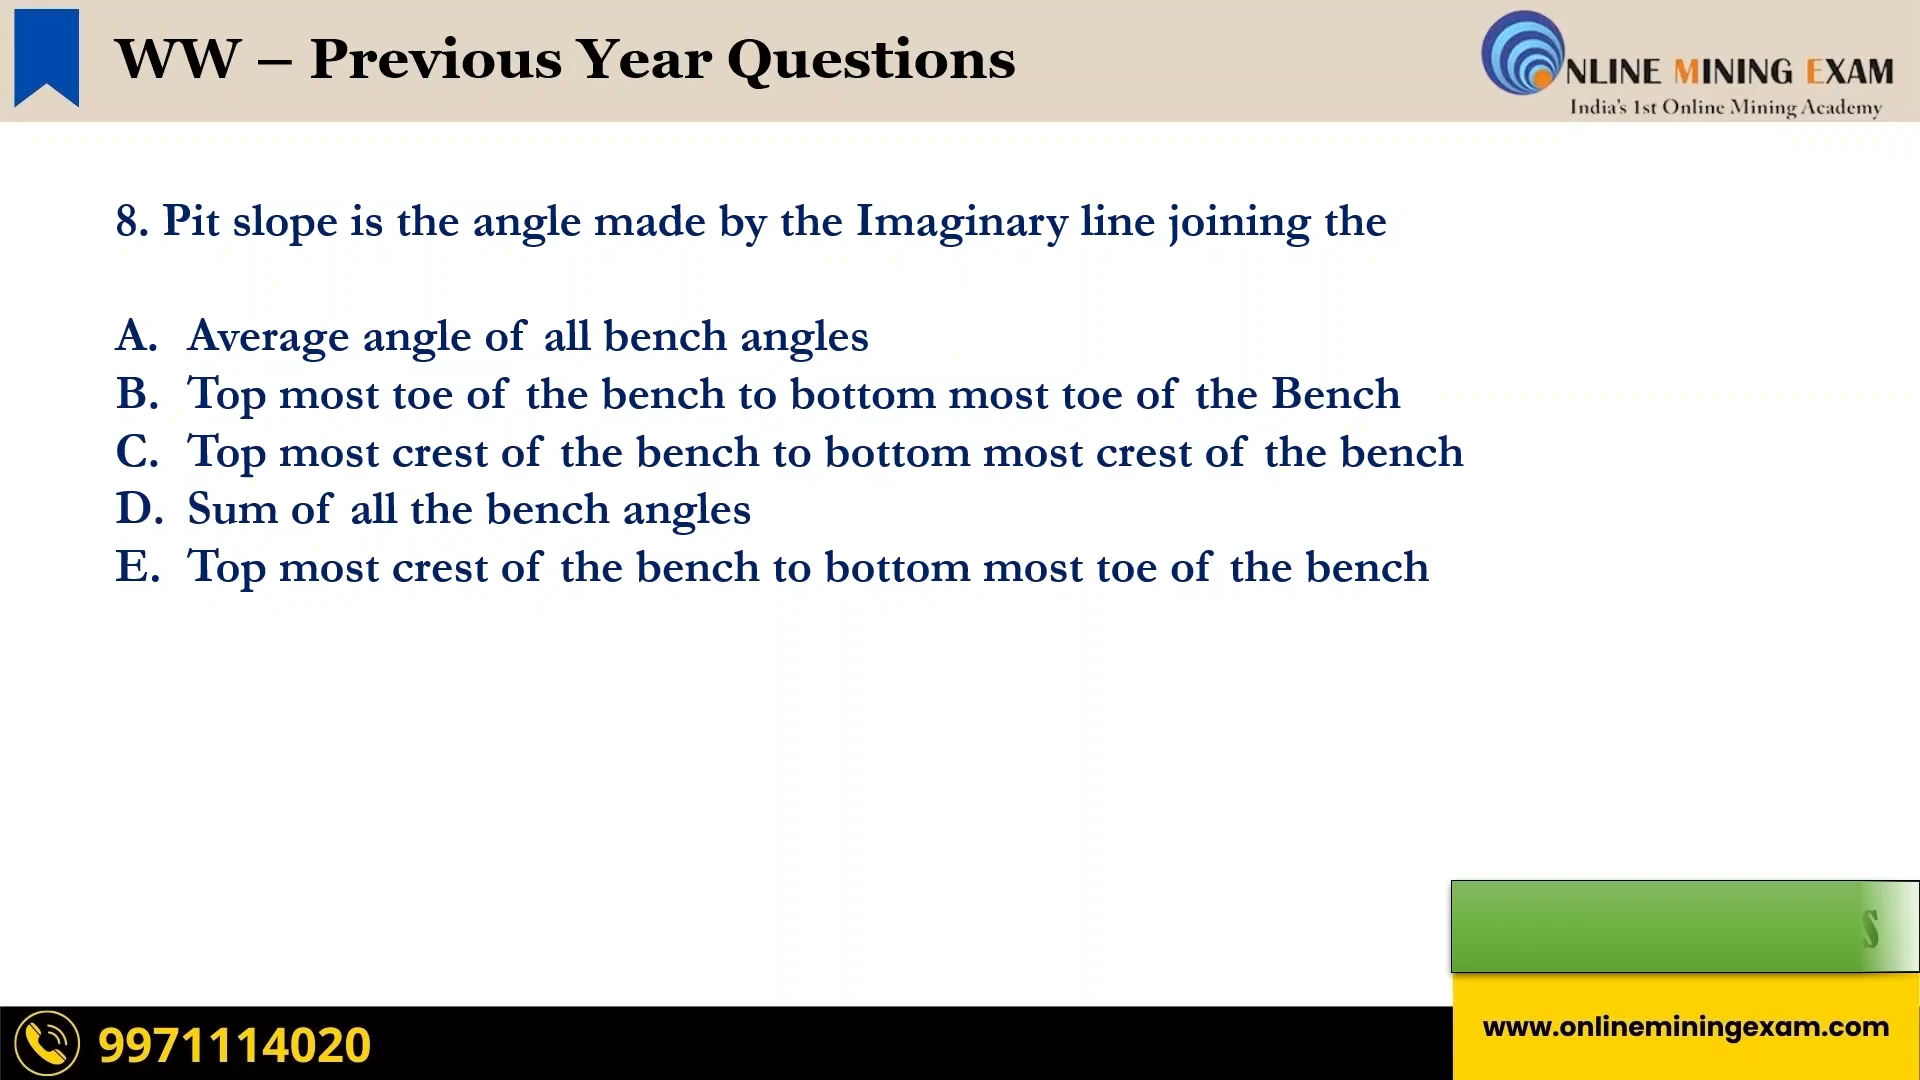 WW – Previous Year Questions
NLINE MINING EXAM
India's 1st Online Mining Academy
8. Pit slope is the angle made by the Imaginary line joining the
A. Average angle of all bench angles
B. Top most toe of the bench to bottom most toe of the Bench
C. Top most crest of the bench to bottom most crest of the bench
D. Sum of all the bench angles
E. Top most crest of the bench to bottom most toe of the bench
S
9971114020
www.onlineminingexam.com